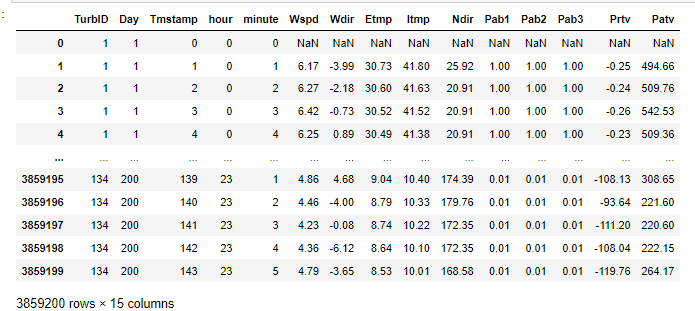 :
TurbID Day Tmstamp hour minute Wspd Wdir Etmp Itmp Ndir Pab1 Pab2 Pab3 Prtv Patv
0 1 1 0 0 0 NaN NaN NaN NaN NaN NaN NaN NaN NaN NaN
1 1 1 1 0 1 6.17 -3.99 30.73 41.80 25.92 1.00 1.00 1.00 -0.25 494.66
2 1 1 2 0 2 6.27 -2.18 30.60 41.63 20.91 1.00 1.00 1.00 -0.24 509.76
3 1 1 3 0 3 6.42 -0.73 30.52 41.52 20.91 1.00 1.00 1.00 -0.26 542.53
4 1 1 4 0 4 6.25 0.89 30.49 41.38 20.91 1.00 1.00 1.00 -0.23 509.36
... ... ... ... ... ... ... ... ... ... ... ... ... ... ... ...
3859195 134 200 139 23 1 4.86 4.68 9.04 10.40 174.39 0.01 0.01 0.01 -108.13 308.65
3859196 134 200 140 23 2 4.46 -4.00 8.79 10.33 179.76 0.01 0.01 0.01 -93.64 221.60
3859197 134 200 141 23 3 4.23 -0.08 8.74 10.22 172.35 0.01 0.01 0.01 -111.20 220.60
3859198 134 200 142 23 4 4.36 -6.12 8.64 10.10 172.35 0.01 0.01 0.01 -108.04 222.15
3859199 134 200 143 23 5 4.79 -3.65 8.53 10.01 168.58 0.01 0.01 0.01 -119.76 264.17
3859200 rows × 15 columns